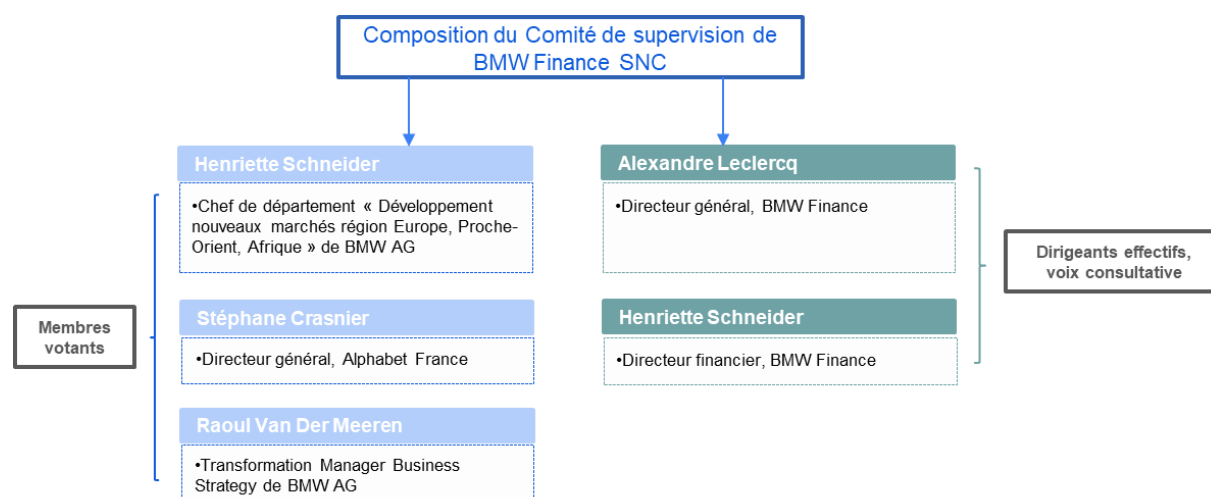 Composition du Comité de supervision de
BMW Finance SNC
Henriette Schneider
•Chef de département « Développement
nouveaux marchés région Europe, Proche-
Orient, Afrique » de BMW AG
Stéphane Crasnier
•Directeur général, Alphabet France
Raoul Van Der Meeren
•Transformation Manager Business
Strategy de BMW AG
Membres
votants
Alexandre Leclercq
•Directeur général, BMW Finance
Henriette Schneider
•Directeur financier, BMW Finance
Dirigeants effectifs,
voix consultative